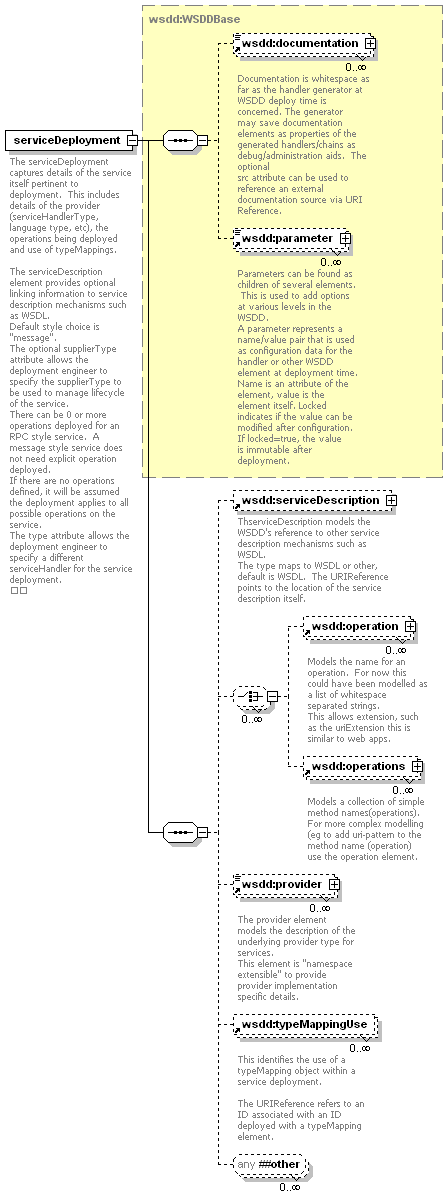 wsdd:WSDDBase
wsdd:documentation
0..∞
Documentation is whitespace as
far as the handler generator at
WSDD deploy time is
concerned. The generator
may save documentation
elements as properties of the
generated handlers/chains as
debug/administration aids.  The
optional
src attribute can be used to
reference an external
documentation source via URI
Reference.
wsdd:parameter
0..∞
Parameters can be found as
children of several elements.
This is used to add options
at various levels in the
WSDD.
A parameter represents a
name/value pair that is used
as configuration data for the
handler or other WSDD
element at deployment time.
Name is an attribute of the
element, value is the
element itself. Locked
indicates if the value can be
modified after configuration.
If locked=true, the value
is immutable after
deployment.
serviceDeployment
The serviceDeployment
captures details of the service
itself pertinent to
deployment.  This includes
details of the provider
(serviceHandlerType,
language type, etc), the
operations being deployed
and use of typeMappings.
The serviceDescription
element provides optional
linking information to service
description mechanisms such
as WSDL.
Default style choice is
"message".
The optional supplierType
attribute allows the
deployment engineer to
specify the supplierType to
be used to manage lifecycle
of the service.
There can be 0 or more
operations deployed for an
RPC style service.  A
message style service does
not need explicit operation
deployed.
If there are no operations
defined, it will be assumed
the deployment applies to all
possible operations on the
service.
The type attribute allows the
deployment engineer to
specify a different
serviceHandler for the service
deployment.
wsdd:serviceDescription
ThserviceDescription models the
WSDD's reference to other service
description mechanisms such as
WSDL.
The type maps to WSDL or other,
default is WSDL.  The URIReference
points to the location of the service
description itself.
0..∞
wsdd:operation
0..∞
Models the name for an
operation.  For now this
could have been modelled as
a list of whitespace
separated strings.
This allows extension, such
as the uriExtension this is
similar to web apps.
wsdd:operations
0..∞
Models a collection of simple
method names(operations).
For more complex modelling
(eg to add uri-pattern to the
method name (operation)
use the operation element.
wsdd:provider
0..∞
The provider element
models the description of the
underlying provider type for
services.
This element is "namespace
extensible" to provide
provider implementation
specific details.
wsdd:typeMappingUse
0..∞
This identifies the use of a
typeMapping object within a
service deployment.
The URIReference refers to an
ID associated with an ID
deployed with a typeMapping
element.
any ##other
0..∞